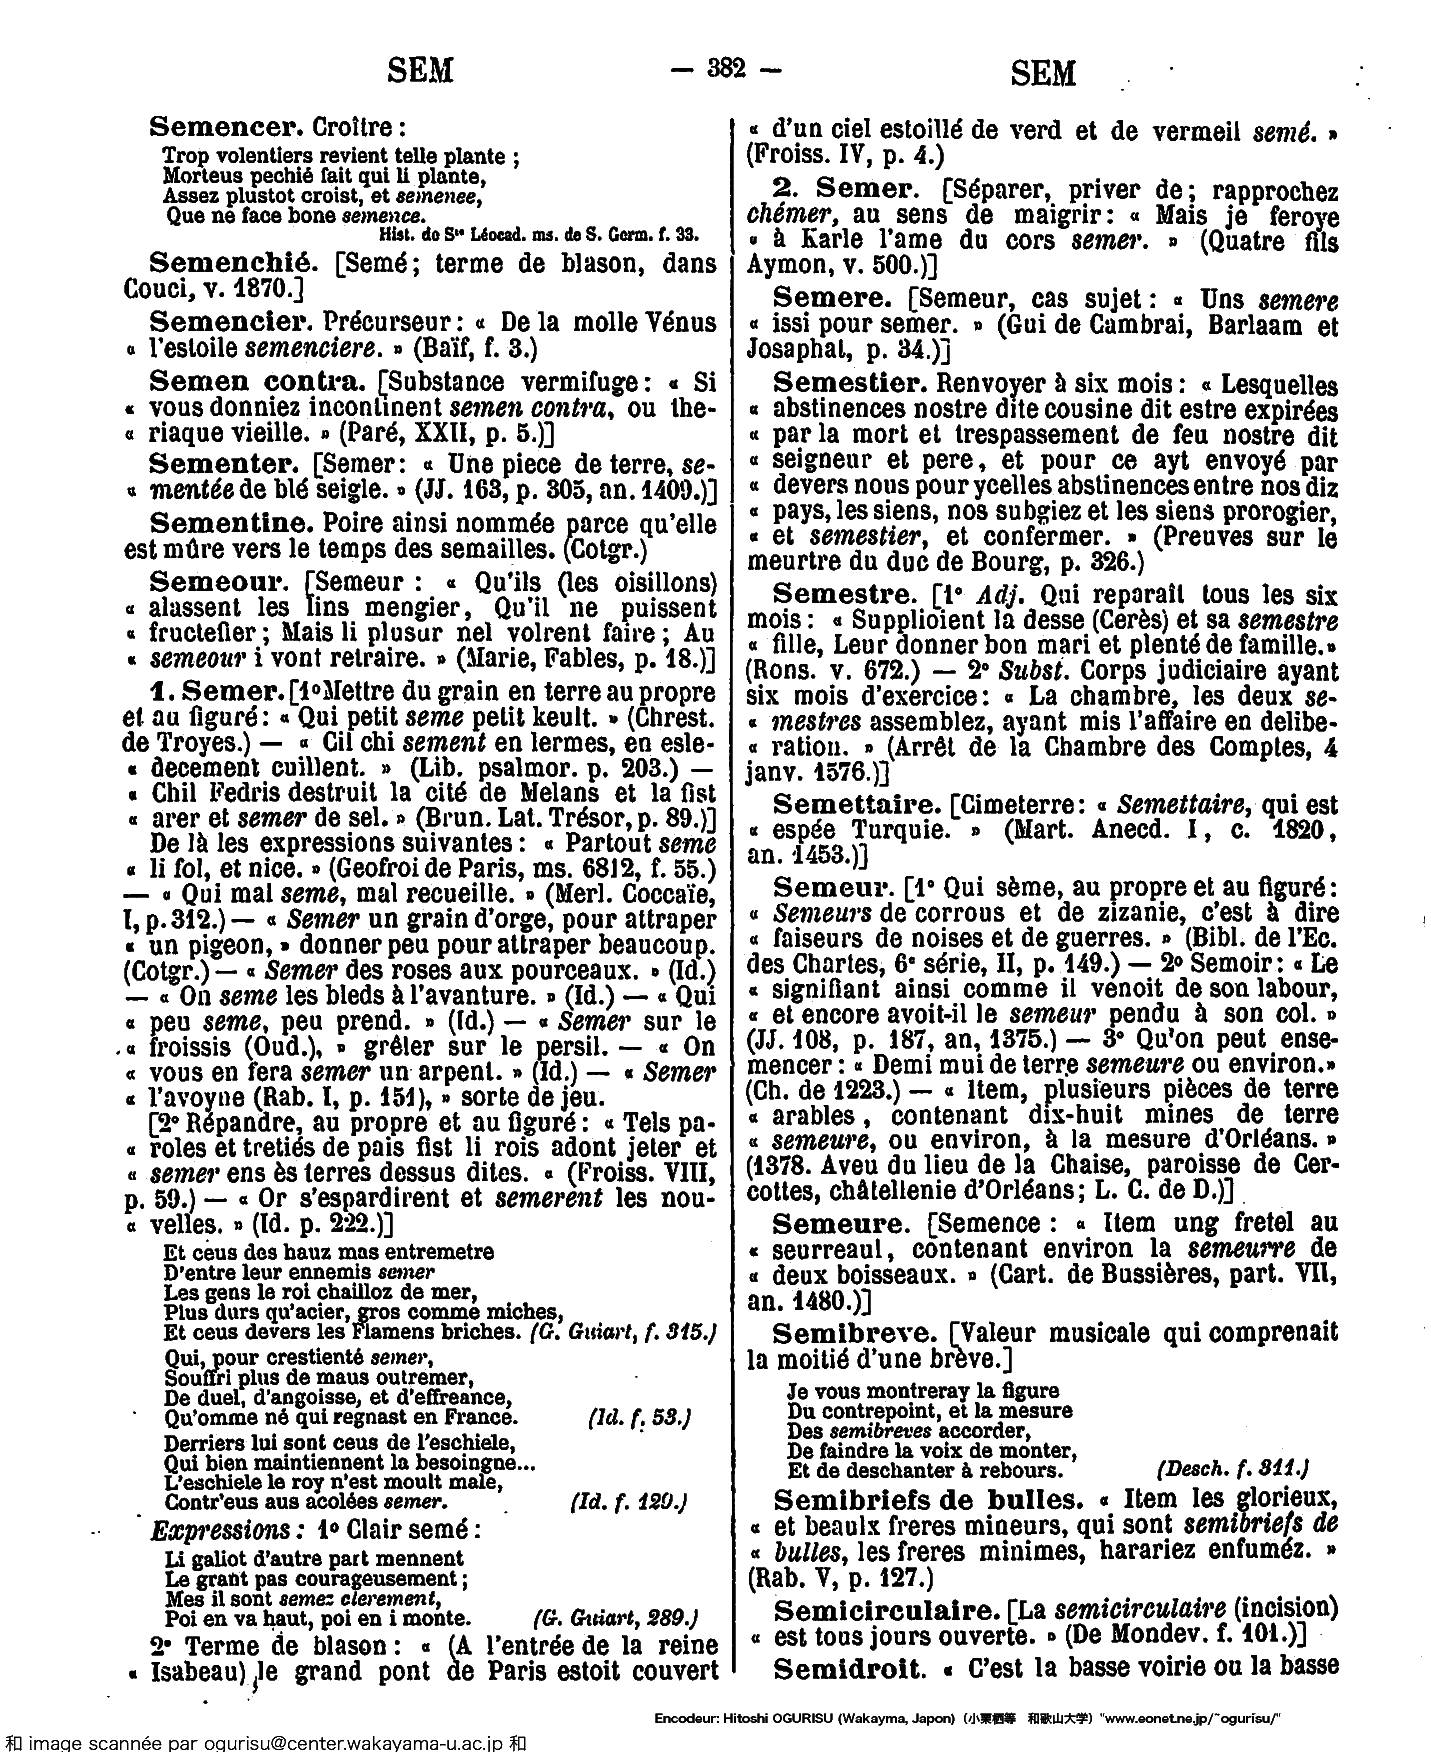 SEM — 382 — SEM
Semencer. Croître :
Trop volentiers revient telle plante ;
Morteus pechié fait qui li plante,
Assez plustot croist, et semenee,
Que ne face bone semence.
Hist. de Ste Léocad. ms. de S. Germ. f. 33.
Semenchié. [Semé ; terme de blason, dans
Couci, v. 1870.]
Semencier. Précurseur : « De la molle Vénus
« l'estoile semenciere. » (Baïf, f. 3.)
Semen contra. [Substance vermifuge : « Si
« vous donniez incontinent semen contra, ou the-
« riaque vieille. » (Paré, XXII, p. 5.)]
Sementer. [Semer : « Une piece de terre, se-
« mentée de blé seigle. » (JJ. 163, p. 305, an. 1409.)]
Sementine. Poire ainsi nommée parce qu'elle
est mûre vers le temps des semailles. (Cotgr.)
Semeour. [Semeur : « Qu'ils (les oisillons)
« alassent les lins mengier, Qu'il ne puissent
« fructefier ; Mais li plusur nel volrent faire ; Au
« semeour i vont retraire. » (Marie, Fables, p. 18.)]
1. Semer. [1º Mettre du grain en terre au propre
et au figuré : « Qui petit seme petit keult. » (Chrest.
de Troyes.) — « Cil chi sement en lermes, en esle-
« decement cuillent. » (Lib. psalmor. p. 203.) —
« Chil Fedris destruit la cité de Melans et la fist
« arer et semer de sel. » (Brun. Lat. Trésor, p. 89.)]
De là les expressions suivantes : « Partout seme
« li fol, et nice. » (Geofroi de Paris, ms. 6812, f. 55.)
— « Qui mal seme, mal recueille. » (Merl. Coccaïe,
I, p. 312.) — « Semer un grain d'orge, pour attraper
« un pigeon, » donner peu pour attraper beaucoup.
(Cotgr.) — « Semer des roses aux pourceaux. » (Id.)
— « On seme les bleds à l'avanture. » (Id.) — « Qui
« peu seme, peu prend. » (Id.) — « Semer sur le
« froissis (Oud.), » grêler sur le persil. — « On
« vous en fera semer un arpent. » (Id.) — « Semer
« l'avoyne (Rab. I, p. 151), » sorte de jeu.
[2º Répandre, au propre et au figuré : « Tels pa-
« roles et tretiés de pais fist li rois adont jeter et
« semer ens ès terres dessus dites. « (Froiss. VIII,
p. 59.) — « Or s'espardirent et semerent les nou-
« velles. » (Id. p. 222.)]
Et ceus des hauz mas entremetre
D'entre leur ennemis semer
Les gens le roi chailloz de mer,
Plus durs qu'acier, gros comme miches,
Et ceus devers les Flamens briches. (G. Guiart, f. 315.)
Qui, pour crestienté semer,
Souffri plus de maus outremer,
De duel, d'angoisse, et d'effreance,
Qu'omme né qui regnast en France. (Id. f. 53.)
Derriers lui sont ceus de l'eschiele,
Qui bien maintiennent la besoingne...
L'eschiele le roy n'est moult male,
Contr'eus aus acolées semer. (Id. f. 129.)
Expressions : 1º Clair semé :
Li galiot d'autre part mennent
Le grant pas courageusement ;
Mes il sont semez clerement,
Poi en va haut, poi en i monte. (G. Guiart, 289.)
2º Terme de blason : « (A l'entrée de la reine
« Isabeau) le grand pont de Paris estoit couvert
« d'un ciel estoillé de verd et de vermeil semé. »
(Froiss. IV, p. 4.)
2. Semer. [Séparer, priver de ; rapprochez
chémer, au sens de maigrir : « Mais je feroye
« à Karle l'ame du cors semer. » (Quatre fils
Aymon, v. 500.)]
Semere. [Semeur, cas sujet : « Uns semere
« issi pour semer. » (Gui de Cambrai, Barlaam et
Josaphat, p. 34.)]
Semestier. Renvoyer à six mois : « Lesquelles
« abstinences nostre dite cousine dit estre expirées
« par la mort et trespassement de feu nostre dit
« seigneur et pere, et pour ce ayt envoyé par
« devers nous pour ycelles abstinences entre nos diz
« pays, les siens, nos subgiez et les siens prorogier,
« et semestier, et confermer. » (Preuves sur le
meurtre du duc de Bourg, p. 326.)
Semestre. [1º Adj. Qui reparaît tous les six
mois : « Supplioient la desse (Cerès) et sa semestre
« fille, Leur donner bon mari et plenté de famille. »
(Rons. v. 672.) — 2º Subst. Corps judiciaire ayant
six mois d'exercice : « La chambre, les deux se-
« mestres assemblez, ayant mis l'affaire en delibe-
« ration. » (Arrêt de la Chambre des Comptes, 4
janv. 1576.)]
Semettaire. [Cimeterre : « Semettaire, qui est
« espée Turquie. » (Mart. Anecd. I, c. 1820,
an. 1453.)]
Semeur. [1º Qui sème, au propre et au figuré :
« Semeurs de corrous et de zizanie, c'est à dire
« faiseurs de noises et de guerres. » (Bibl. de l'Ec.
des Chartes, 6e série, II, p. 149.) — 2º Semoir : « Le
« signifiant ainsi comme il venoit de son labour,
« et encore avoit-il le semeur pendu à son col. »
(JJ. 108, p. 187, an, 1375.) — 3º Qu'on peut ense-
mencer : « Demi mui de terre semeure ou environ. »
(Ch. de 1223.) — « Item, plusieurs pièces de terre
« arables, contenant dix-huit mines de terre
« semeure, ou environ, à la mesure d'Orléans. »
(1378. Aveu du lieu de la Chaise, paroisse de Cer-
cottes, châtellenie d'Orléans ; L. C. de D.)]
Semeure. [Semence : « Item ung fretel au
« seurreaul, contenant environ la semeurre de
« deux boisseaux. » (Cart. de Bussières, part. VII,
an. 1480.)]
Semibreve. [Valeur musicale qui comprenait
la moitié d'une brève.]
Je vous montreray la figure
Du contrepoint, et la mesure
Des semibreves accorder,
De faindre la voix de monter,
Et de deschanter à rebours. (Desch. f. 311.)
Semibriefs de bulles. « Item les glorieux,
« et beaulx freres mineurs, qui sont semibriefs de
« bulles, les freres minimes, harariez enfuméz. »
(Rab. V, p. 127.)
Semicirculaire. [La semicirculaire (incision)
« est tous jours ouverte. » (De Mondev. f. 101.)]
Semidroit. « C'est la basse voirie ou la basse
Encodeur: Hitoshi OGURISU (Wakayma, Japon) (小栗栖等 和歌山大学) "www.eonet.ne.jp/~ogurisu/"
和 image scannée par ogurisu@center.wakayama-u.ac.jp 和